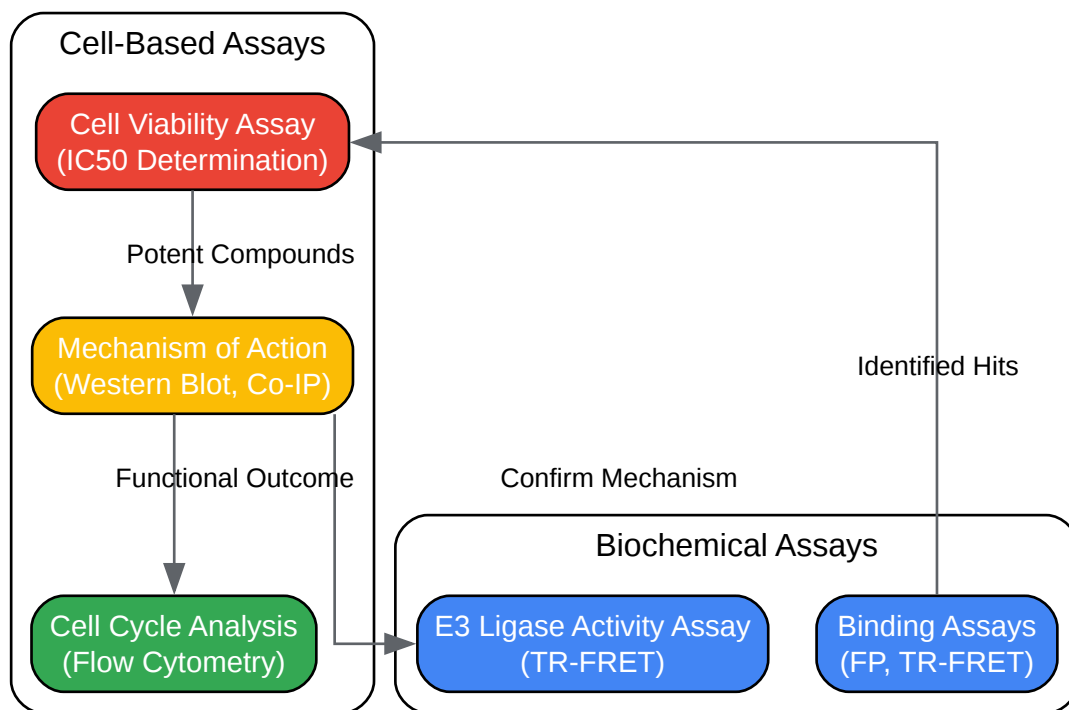 Cell-Based Assays
Cell Viability Assay
(IC50 Determination)
Potent Compounds
Mechanism of Action
(Western Blot, Co-IP)
Identified Hits
Functional Outcome
Confirm Mechanism
Biochemical Assays
Cell Cycle Analysis
(Flow Cytometry)
E3 Ligase Activity Assay
(TR-FRET)
Binding Assays
(FP, TR-FRET)